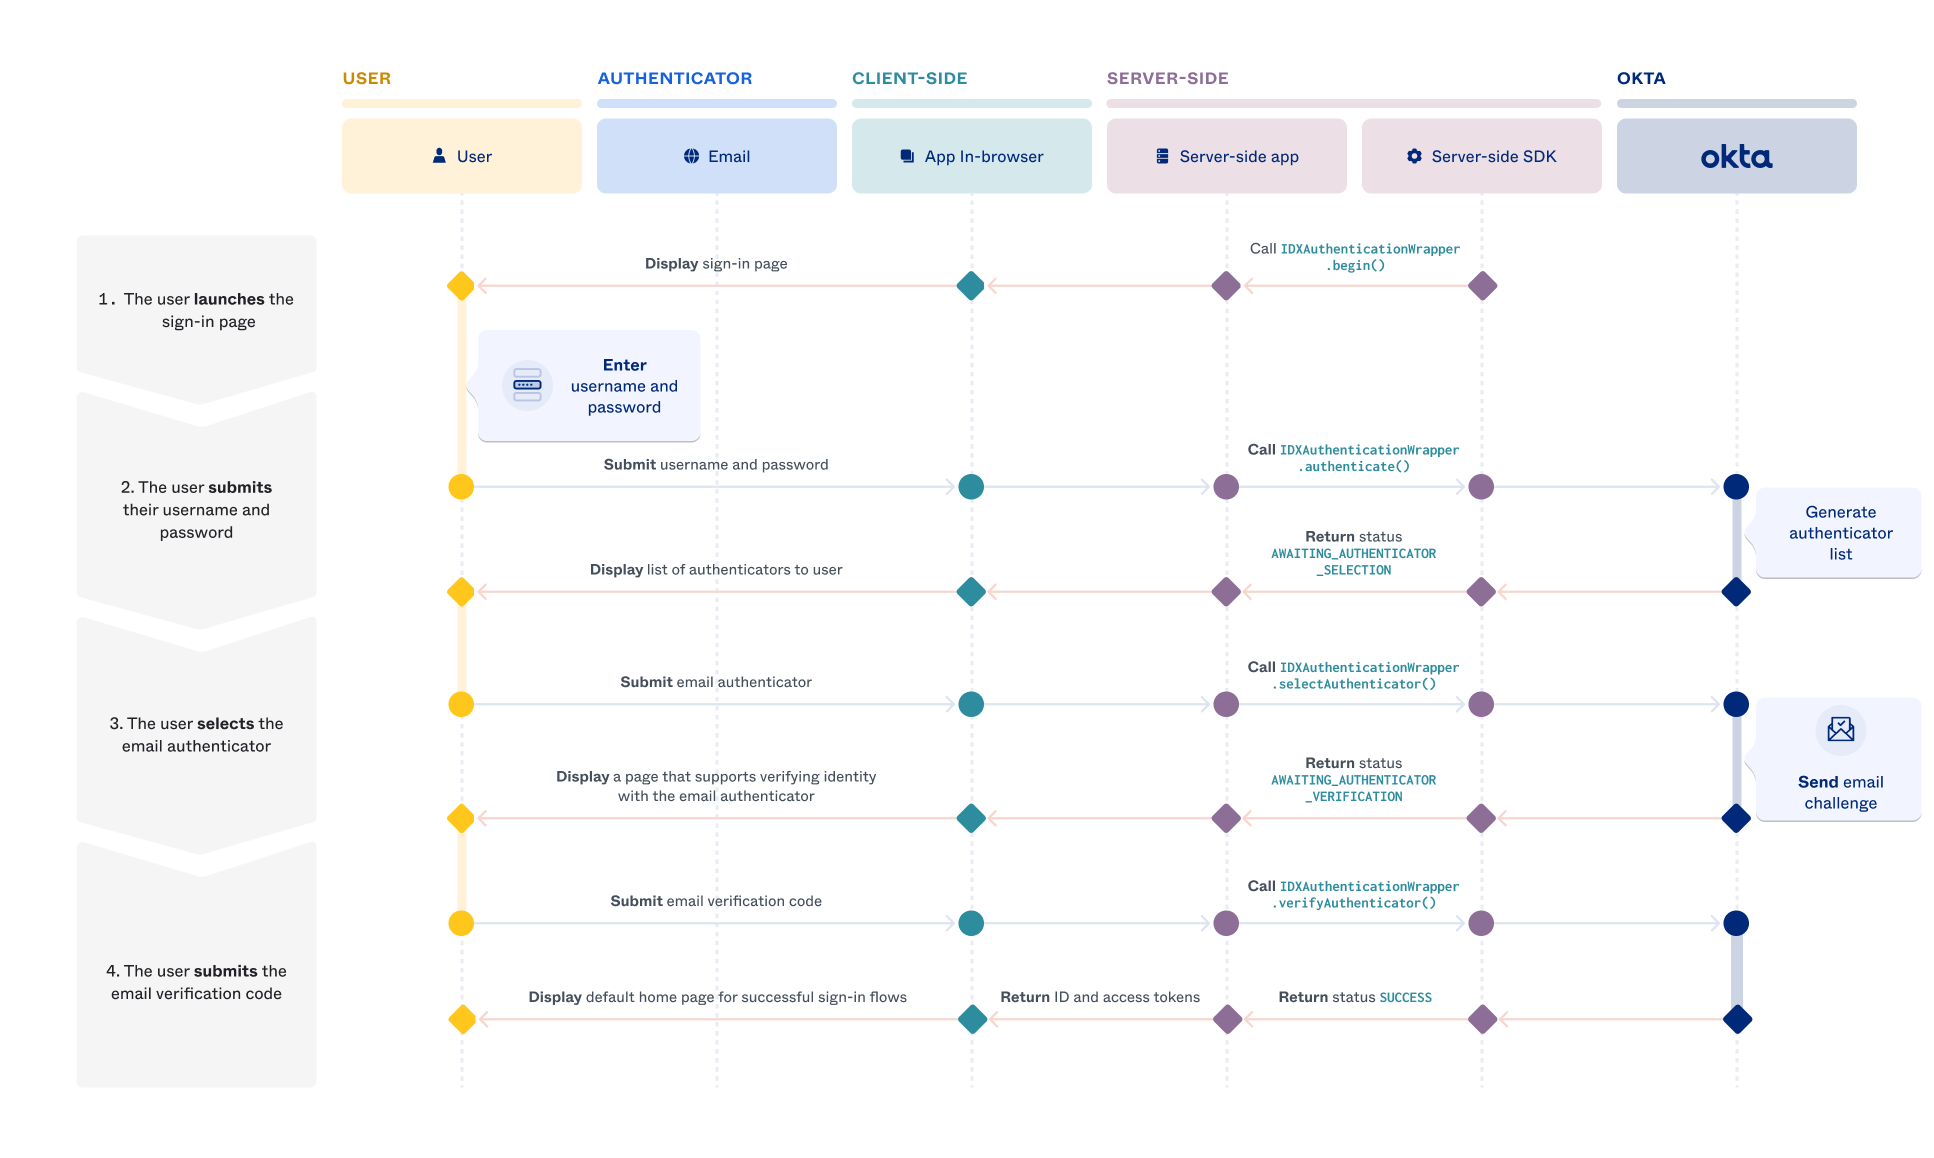 USER
AUTHENTICATOR
CLIENT-SIDE
SERVER-SIDE
OKTA
User
Email
App In-browser
Server-side app
Server-side SDK
okta
1. The user launches the
sign-in page
Display sign-in page
Call IDXAuthenticationWrapper
.begin()
Enter
username and
password
2. The user submits
their username and
password
Submit username and password
Call IDXAuthenticationWrapper
.authenticate()
Generate
authenticator
list
Display list of authenticators to user
Return status
AWAITING_AUTHENTICATOR
_SELECTION
3. The user selects the
email authenticator
Submit email authenticator
Call IDXAuthenticationWrapper
.selectAuthenticator()
Send email
challenge
Display a page that supports verifying identity
with the email authenticator
Return status
AWAITING_AUTHENTICATOR
_VERIFICATION
4. The user submits the
email verification code
Submit email verification code
Call IDXAuthenticationWrapper
.verifyAuthenticator()
Display default home page for successful sign-in flows
Return ID and access tokens
Return status SUCCESS